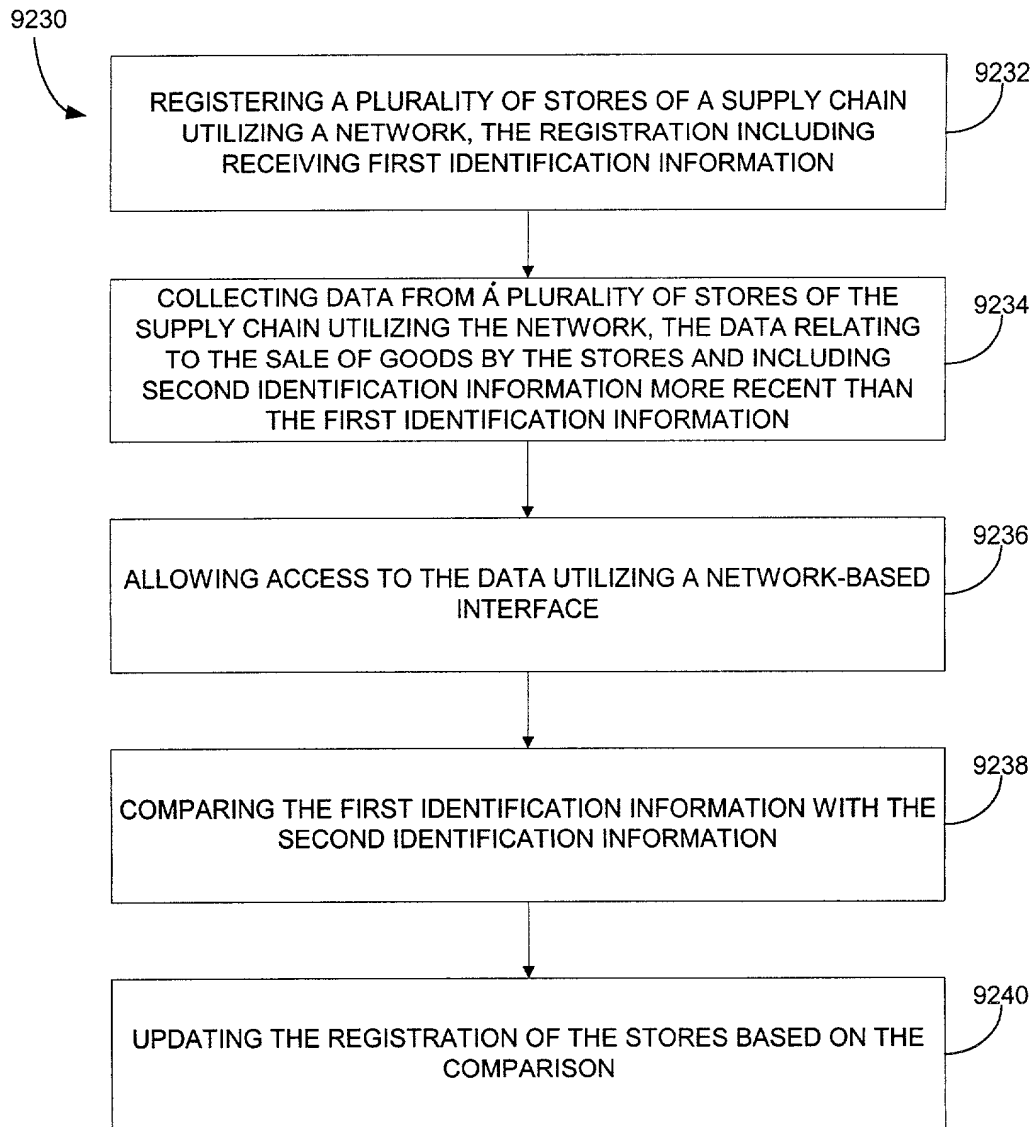 9230
9232
REGISTERING A PLURALITY OF STORES OF A SUPPLY CHAIN
UTILIZING A NETWORK, THE REGISTRATION INCLUDING
RECEIVING FIRST IDENTIFICATION INFORMATION
9234
COLLECTING DATA FROM A PLURALITY OF STORES OF THE
SUPPLY CHAIN UTILIZING THE NETWORK, THE DATA RELATING
TO THE SALE OF GOODS BY THE STORES AND INCLUDING
SECOND IDENTIFICATION INFORMATION MORE RECENT THAN
THE FIRST IDENTIFICATION INFORMATION
9236
ALLOWING ACCESS TO THE DATA UTILIZING A NETWORK-BASED
INTERFACE
9238
COMPARING THE FIRST IDENTIFICATION INFORMATION WITH THE
SECOND IDENTIFICATION INFORMATION
9240
UPDATING THE REGISTRATION OF THE STORES BASED ON THE
COMPARISON